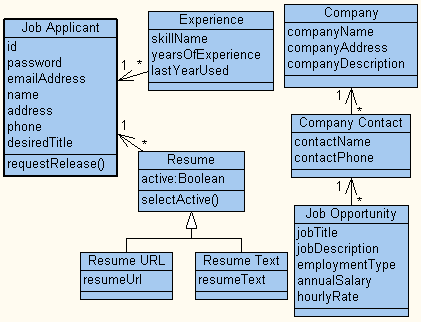 Job Applicant
id
password
emailAddress
name
address
phone
desiredTitle
requestRelease()
Experience
skillName
yearsOfExperience
lastYearUsed
1
*
1
*
Resume
active:Boolean
selectActive()
Resume URL
resumeUrl
Resume Text
resumeText
Company
companyName
companyAddress
companyDescription
1
*
Company Contact
contactName
contactPhone
1
*
Job Opportunity
jobTitle
jobDescription
employmentType
annualSalary
hourlyRate